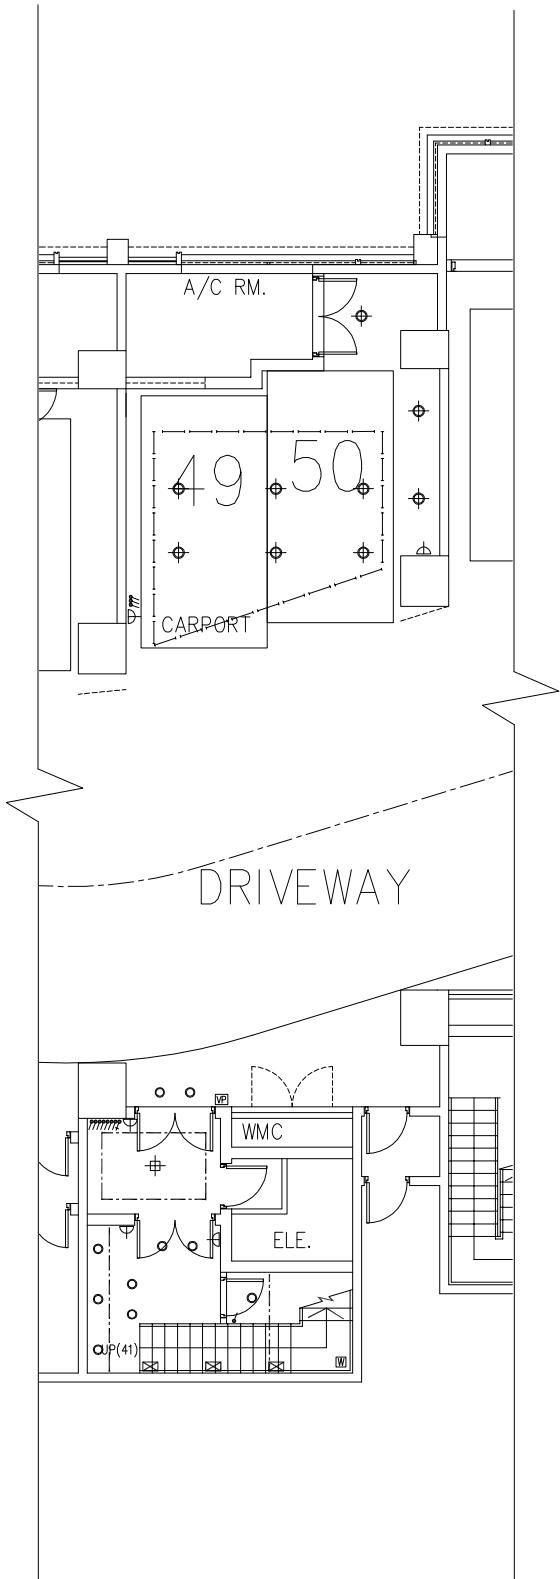 A/C RM.
49
50
CARPORT
DRIVEWAY
VP
WMC
ELE.
UP(41)
W